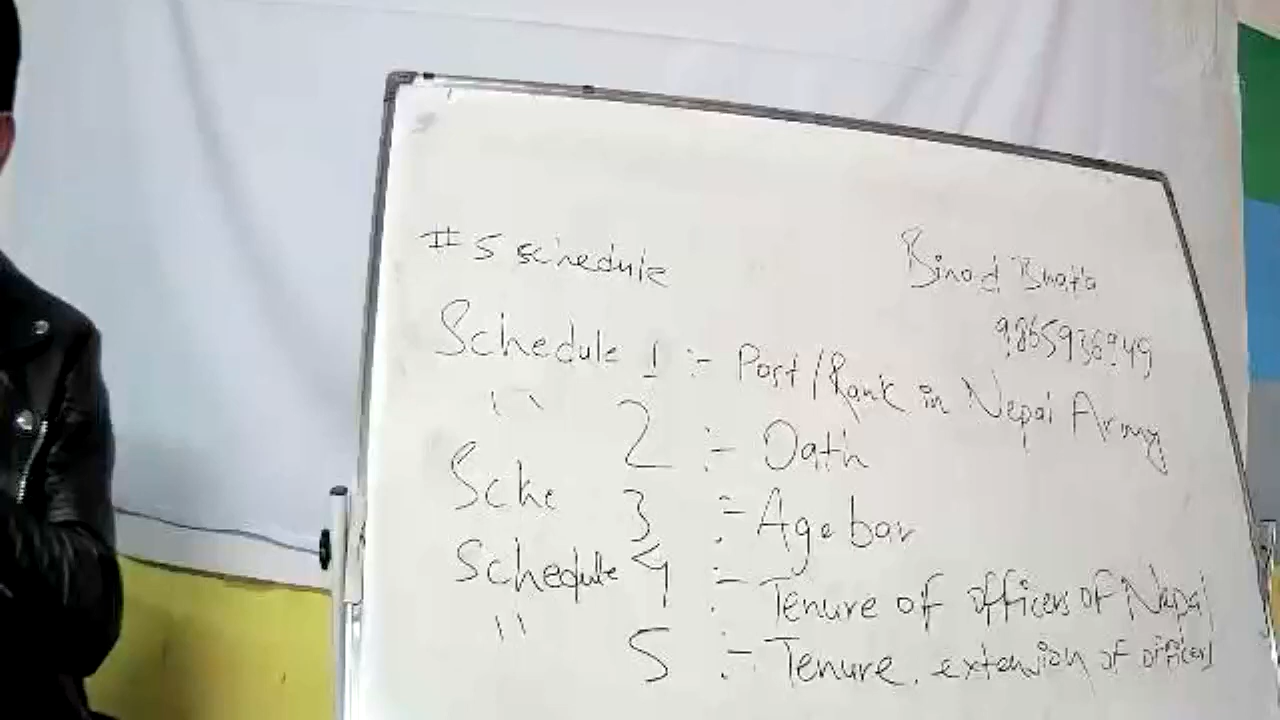 # 5 schedule
Binod Bhatta
9865936949
Schedule 1 :- Post/Rank in Nepal Army
" 2 :- Oath
Sche 3 :- Age bar
Schedule 4 :- Tenure of officers of Nepal
" 5 :- Tenure extension of officers